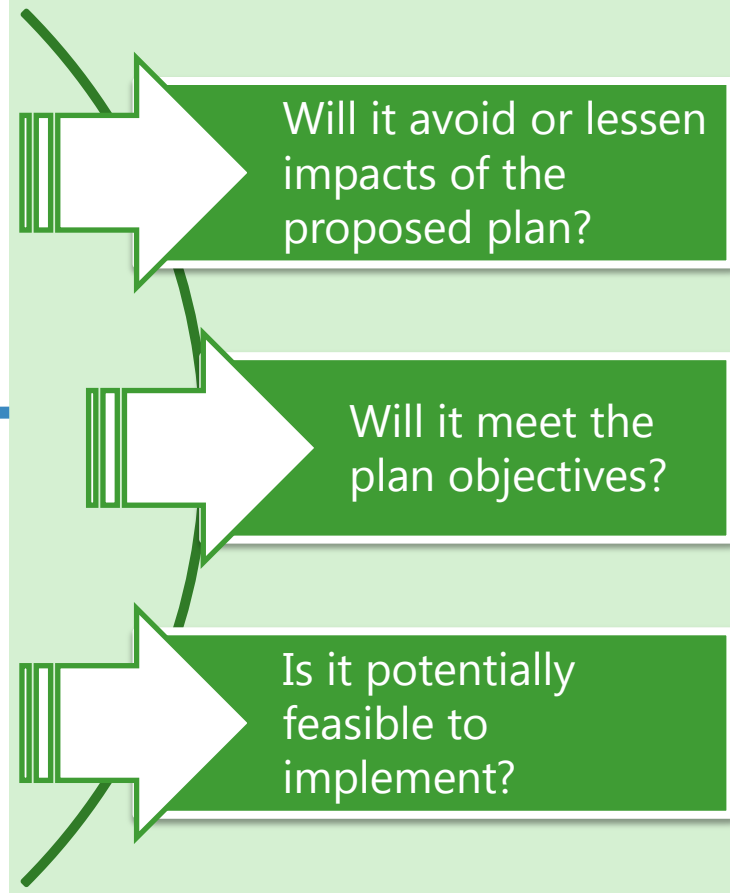 Will it avoid or lessen
impacts of the
proposed plan?
Will it meet the
plan objectives?
Is it potentially
feasible to
implement?